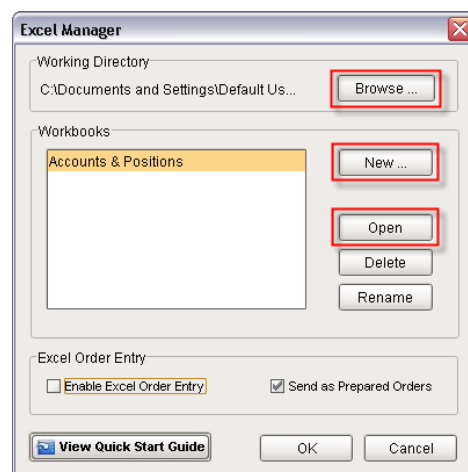 Excel Manager
Working Directory
C:\Documents and Settings\Default Us...
Browse ...
Workbooks
Accounts & Positions
New ...
Open
Delete
Rename
Excel Order Entry
Enable Excel Order Entry
Send as Prepared Orders
View Quick Start Guide
OK
Cancel